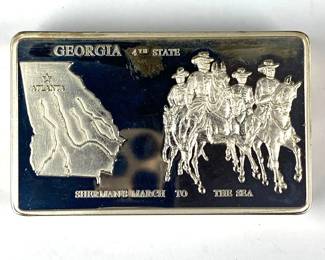 GEORGIA 4TH STATE
ATLANTA
SHERMAN'S MARCH TO THE SEA